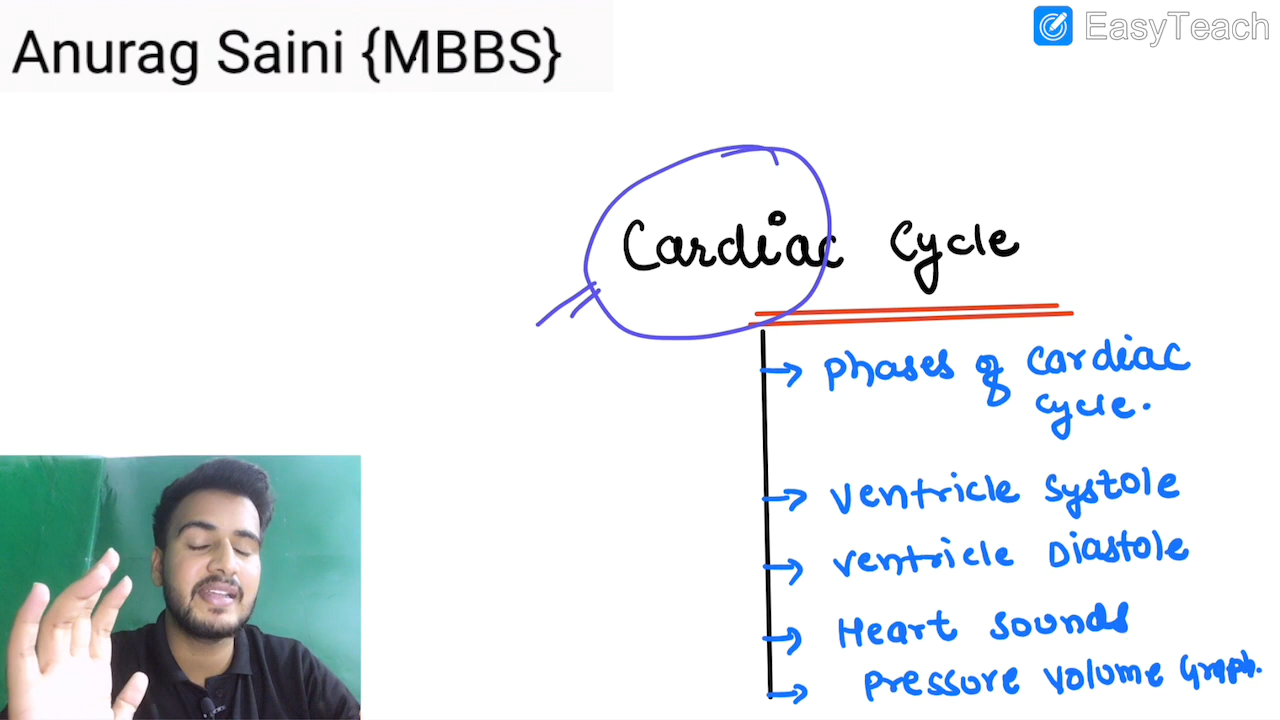 Anurag Saini {MBBS}
EasyTeach
Cardiac Cycle
Phases of Cardiac
cycle.
Ventricle Systole
Ventricle Diastole
Heart Sounds
Pressure Volume Graph.